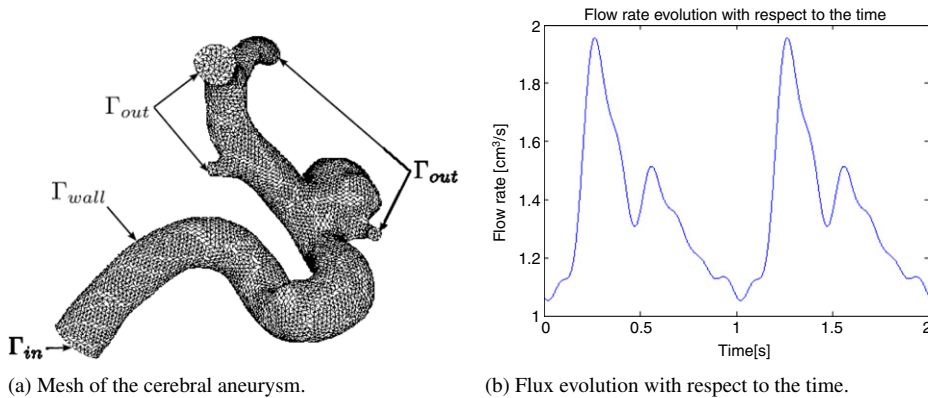 Γout
Γwall
Γin
Γout
(a) Mesh of the cerebral aneurysm.
Flow rate evolution with respect to the time
Flow rate [cm³/s]
2
1.8
1.6
1.4
1.2
1
0 0.5 1 1.5 2
Time[s]
(b) Flux evolution with respect to the time.